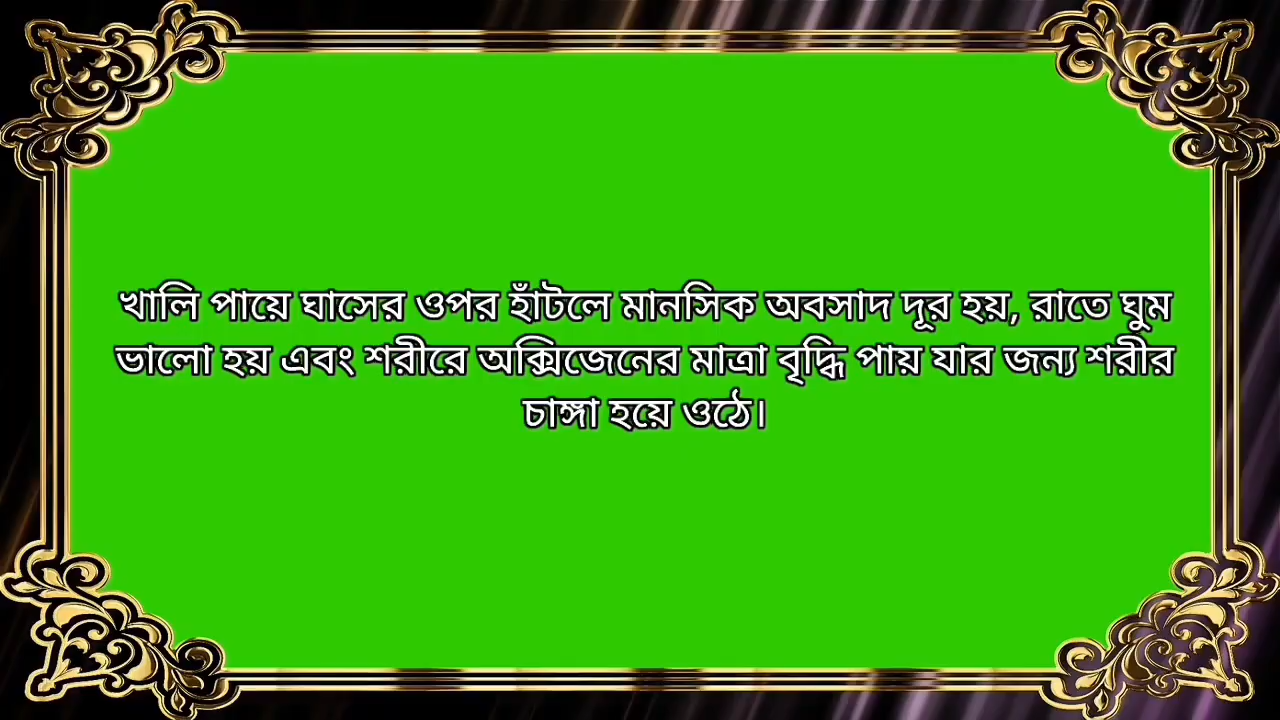 খালি পায়ে ঘাসের ওপর হাঁটলে মানসিক অবসাদ দূর হয়, রাতে ঘুম
ভালো হয় এবং শরীরে অক্সিজেনের মাত্রা বৃদ্ধি পায় যার জন্য শরীর
চাঙ্গা হয়ে ওঠে।